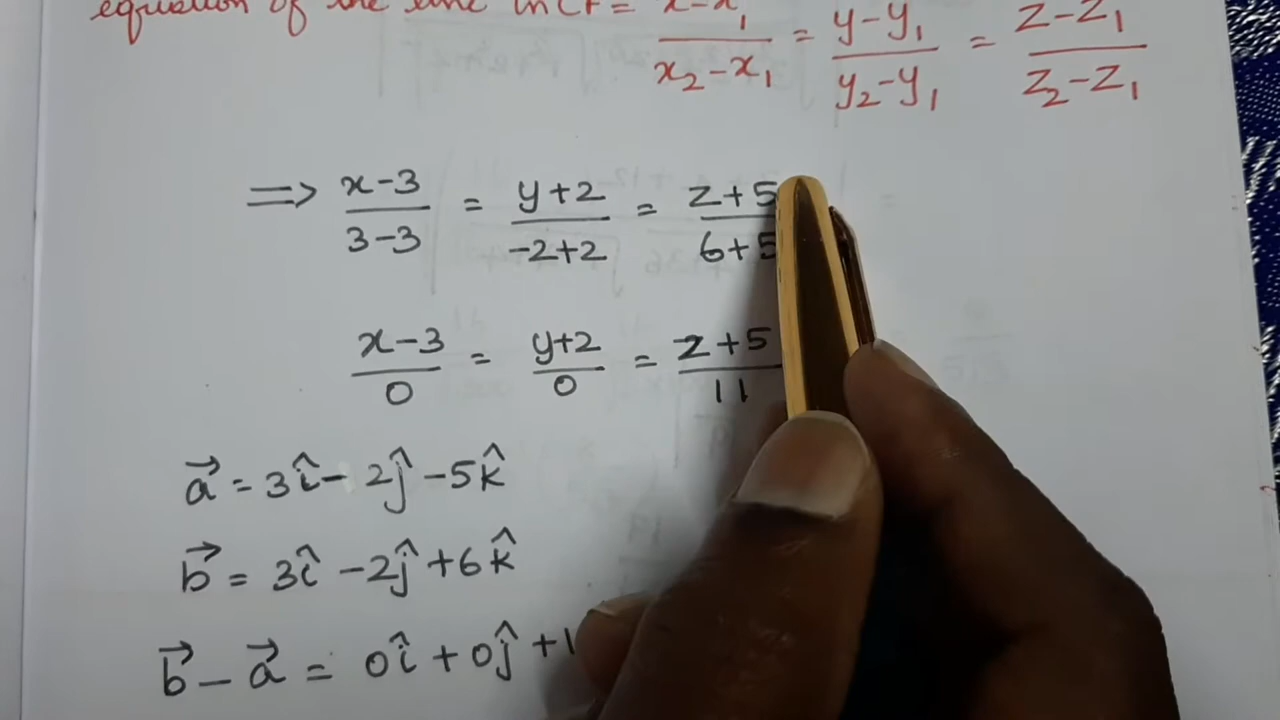 equation of the line in CF = x-x₁/x₂-x₁ = y-y₁/y₂-y₁ = z-z₁/z₂-z₁
⇒ x-3/3-3 = y+2/-2+2 = z+5/6+5
x-3/0 = y+2/0 = z+5/11
a⃗ = 3î - 2ĵ - 5k̂
b⃗ = 3î - 2ĵ + 6k̂
b⃗ - a⃗ = 0î + 0ĵ + 1